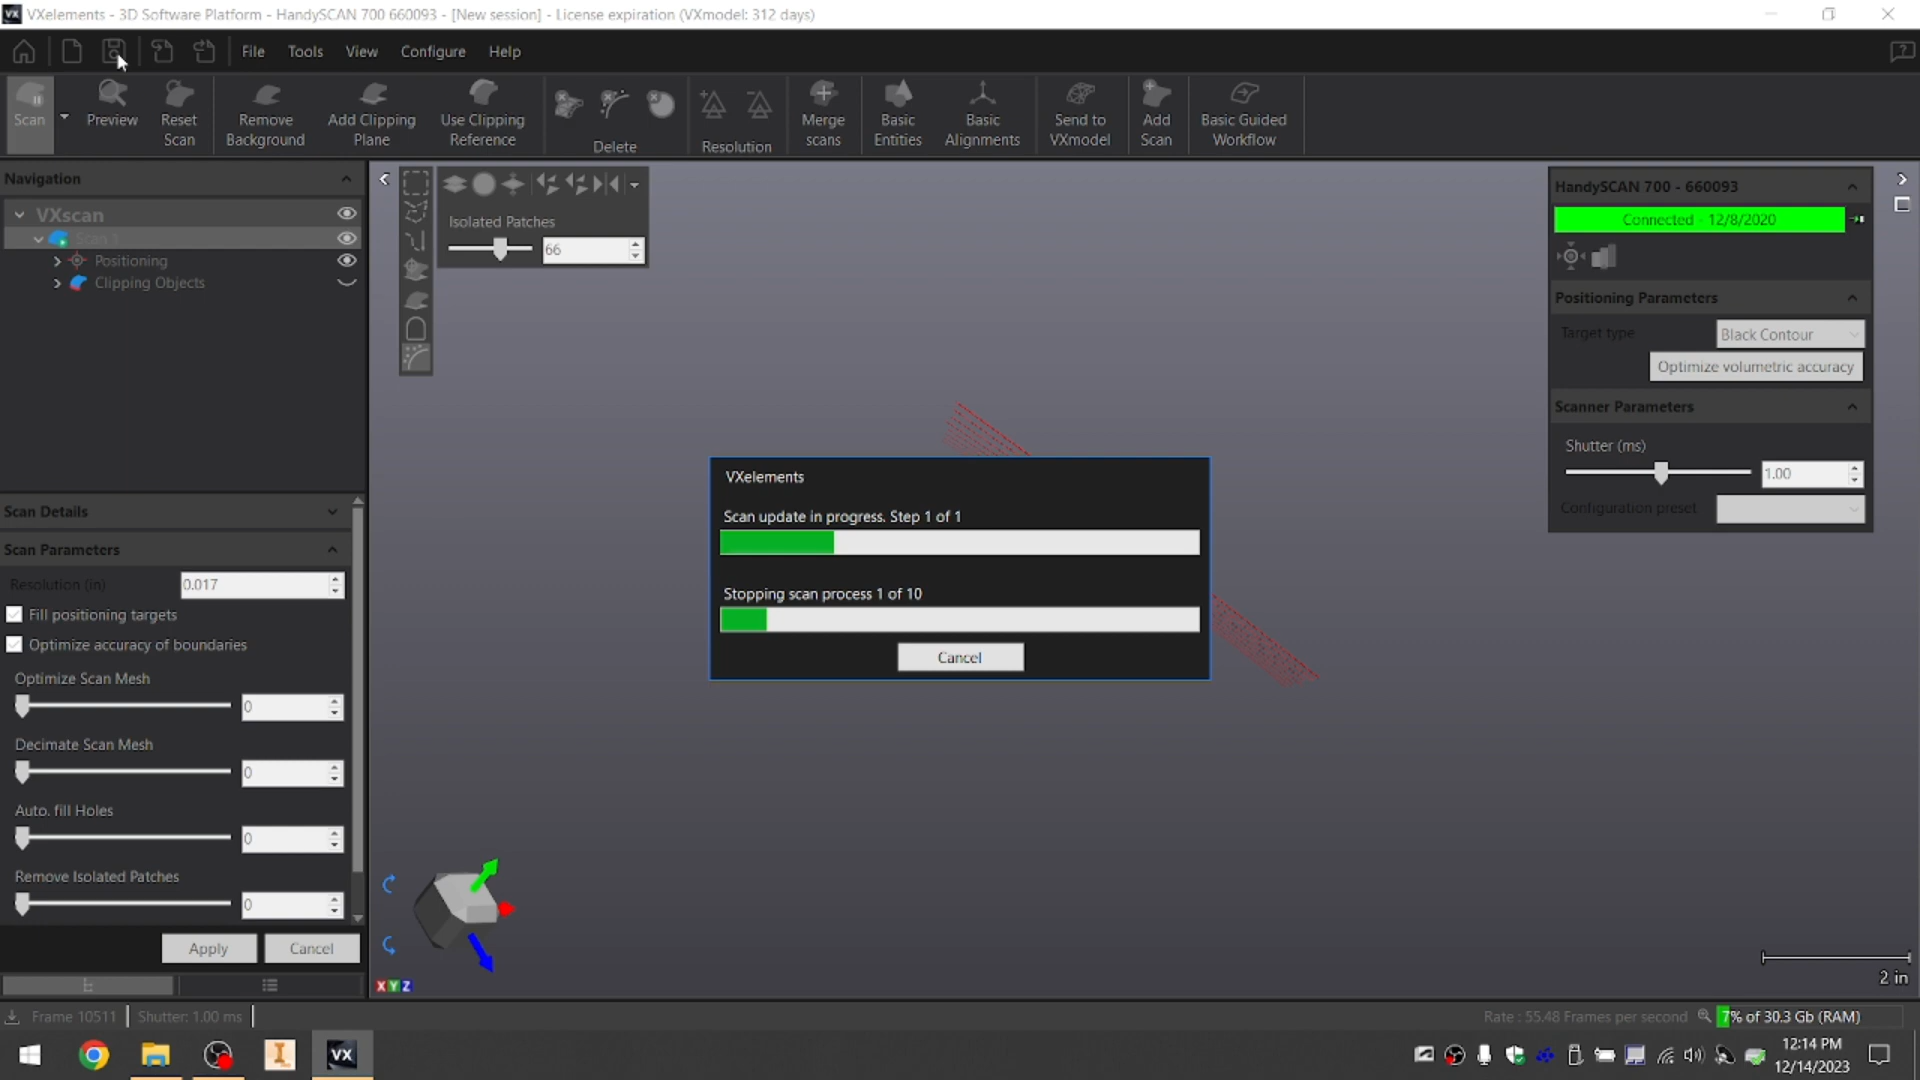 VXelements - 3D Software Platform - HandySCAN 700 660093 - [New session] - License expiration (VXmodel: 312 days)
File Tools View Configure Help
Scan
Preview
Reset Scan
Remove Background
Add Clipping Plane
Use Clipping Reference
Delete
Resolution
Merge scans
Basic Entities
Basic Alignments
Send to VXmodel
Add Scan
Basic Guided Workflow
Navigation
VXscan
Scan 1
Positioning
Clipping Objects
Isolated Patches
66
HandySCAN 700 - 660093
Connected - 12/8/2020
Positioning Parameters
Target type Black Contour
Optimize volumetric accuracy
Scanner Parameters
Shutter (ms)
1.00
Configuration preset
VXelements
Scan update in progress. Step 1 of 1
Stopping scan process 1 of 10
Cancel
Scan Details
Scan Parameters
Resolution (in) 0.017
Fill positioning targets
Optimize accuracy of boundaries
Optimize Scan Mesh
0
Decimate Scan Mesh
0
Auto. fill Holes
0
Remove Isolated Patches
0
Apply Cancel
X Y Z
2 in
Frame 10511 Shutter: 1.00 ms
Rate : 55.48 Frames per second 7% of 30.3 Gb (RAM)
VX
12:14 PM
12/14/2023